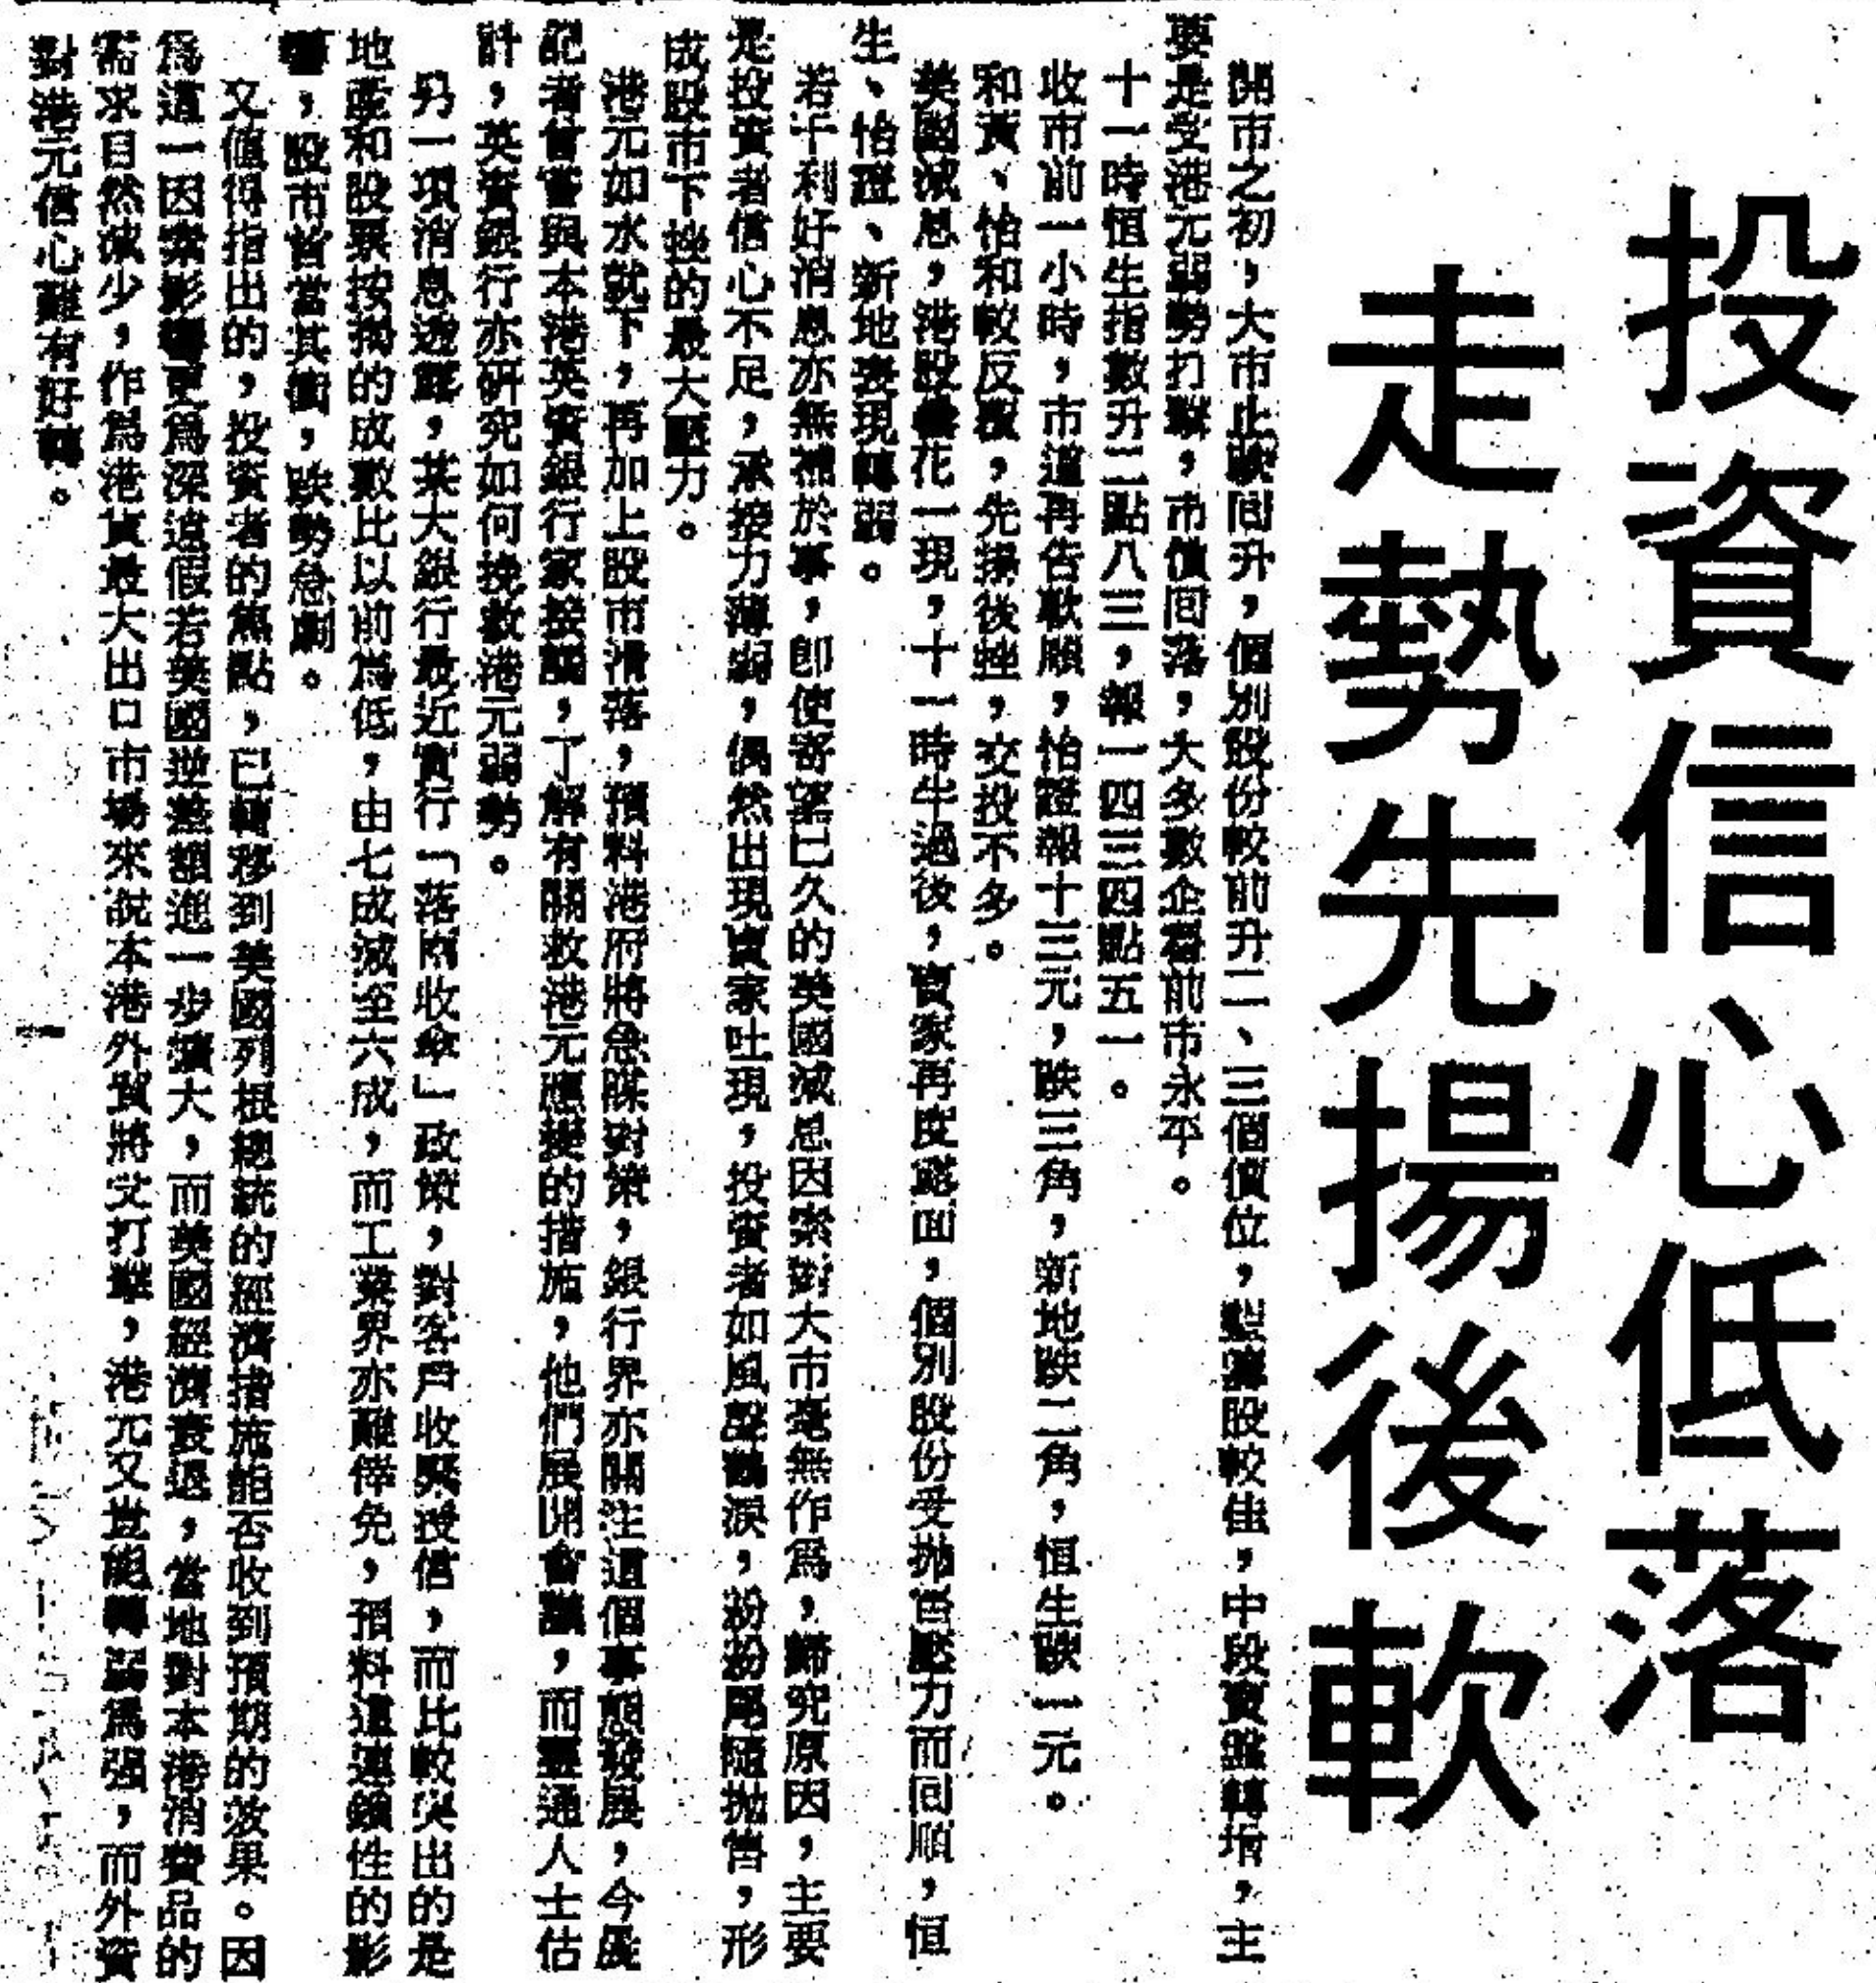 投資信心低落
走勢先揚後軟
開市之初，大市止跌回升，個別股份較前升二、三個價位，藍籌股較佳，中段賣盤轉增，主
要是受港元弱勢打擊，市價回落，大多數企穩前市水平。
十一時恒生指數升二點八三，報一四三四點五一。
收市前一小時，市道再告軟順，怡證報十三元，跌三角，新地跌二角，恒生跌一元。
和黃、怡和較反覆，先揚後挫，交投不多。
美國減息，港股曇花一現，十一時半過後，賣家再度露面，個別股份受拋售壓力而回順，恒
生、怡證、新地表現轉弱。
若干利好消息亦無補於事，即使寄望已久的美國減息因素對大市毫無作爲，歸究原因，主要
是投資者信心不足，承接力薄弱，偶然出現賣家吐現，投資者如風聲鶴淚，紛紛尾隨拋售，形
成股市下挫的最大壓力。
港元如水就下，再加上股市滑落，預料港府將急謀對策，銀行界亦關注這個事態發展，今晨
記者曾嘗與本港英資銀行家接觸，了解有關救港元應變的措施，他們展開會議，而靈通人士估
計，英資銀行亦研究如何挽救港元弱勢。
另一項消息透露，某大銀行最近實行「落雨收傘」政策，對客戶收緊授信，而比較突出的是
地產和股票按揭的成數比以前爲低，由七成減至六成，而工業界亦難倖免，預料這連鎖性的影
響，股市首當其衝，跌勢急劇。
又值得指出的，投資者的焦點，已轉移到美國列根總統的經濟措施能否收到預期的效果。因
爲這一因素影響更爲深遠假若美國逆差額進一步擴大，而美國經濟衰退，當地對本港消費品的
需求自然減少，作爲港貨最大出口市場來說本港外貿將受打擊，港元又豈能轉弱爲强，而外資
對港元信心難有好轉。